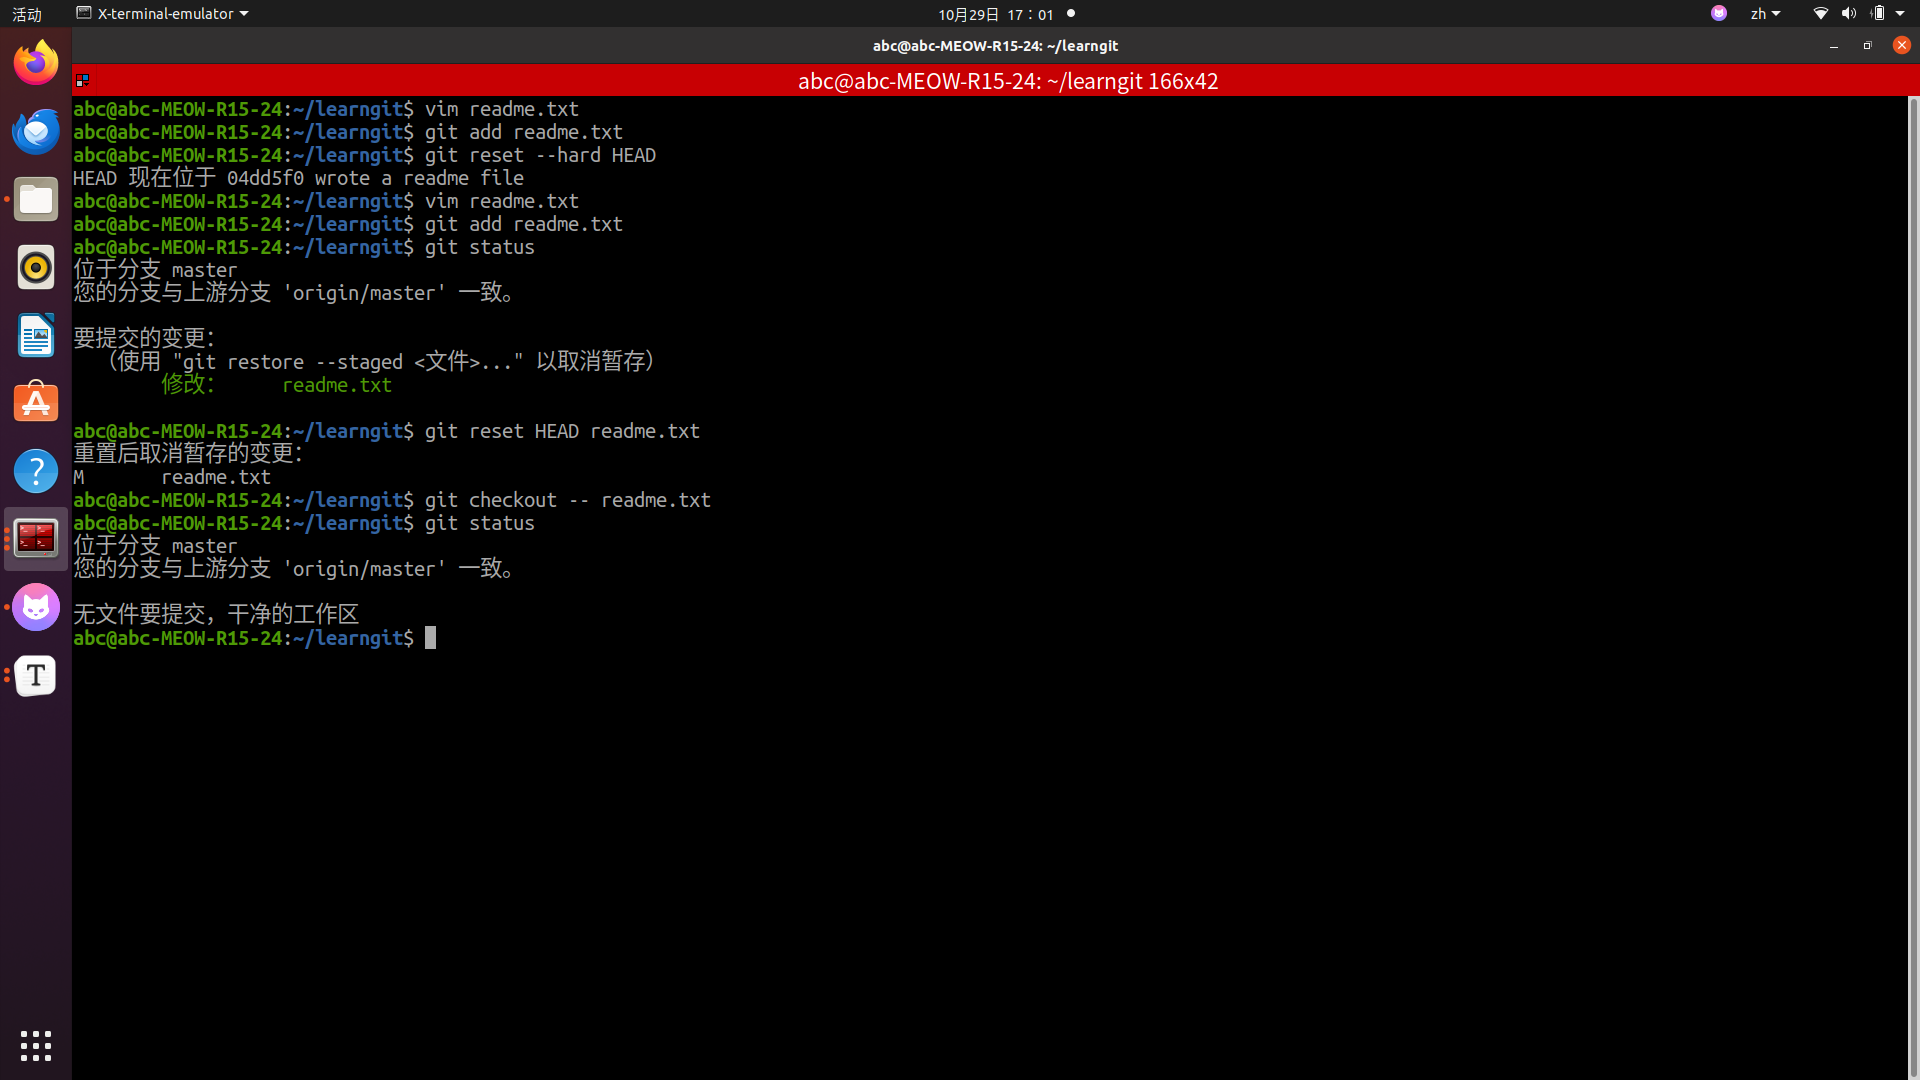 活动 X-terminal-emulator 10月29日 17：01 zh
abc@abc-MEOW-R15-24: ~/learngit
abc@abc-MEOW-R15-24: ~/learngit 166x42
abc@abc-MEOW-R15-24:~/learngit$ vim readme.txt
abc@abc-MEOW-R15-24:~/learngit$ git add readme.txt
abc@abc-MEOW-R15-24:~/learngit$ git reset --hard HEAD
HEAD 现在位于 04dd5f0 wrote a readme file
abc@abc-MEOW-R15-24:~/learngit$ vim readme.txt
abc@abc-MEOW-R15-24:~/learngit$ git add readme.txt
abc@abc-MEOW-R15-24:~/learngit$ git status
位于分支 master
您的分支与上游分支 'origin/master' 一致。
要提交的变更：
（使用 "git restore --staged <文件>..." 以取消暂存）
修改： readme.txt
abc@abc-MEOW-R15-24:~/learngit$ git reset HEAD readme.txt
重置后取消暂存的变更：
M readme.txt
abc@abc-MEOW-R15-24:~/learngit$ git checkout -- readme.txt
abc@abc-MEOW-R15-24:~/learngit$ git status
位于分支 master
您的分支与上游分支 'origin/master' 一致。
无文件要提交，干净的工作区
abc@abc-MEOW-R15-24:~/learngit$